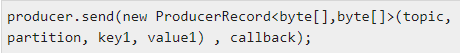 producer.send(new ProducerRecord<byte[],byte[]>(topic,
partition, key1, value1) , callback);